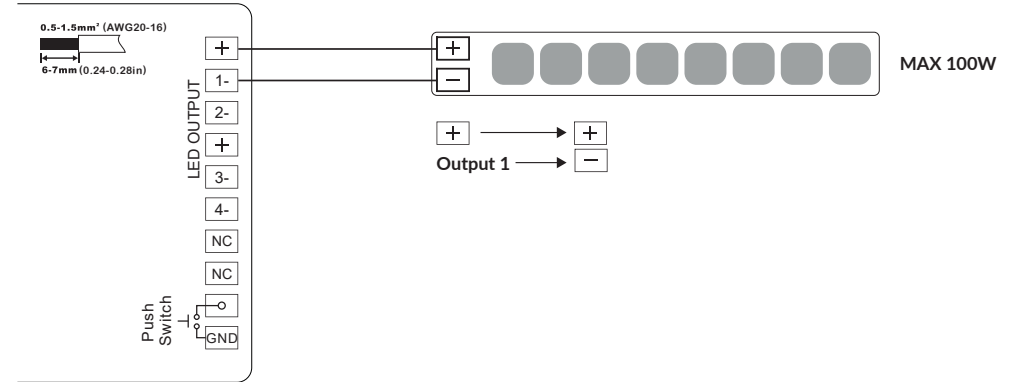 0.5-1.5mm² (AWG20-16)
6-7mm (0.24-0.28in)
LED OUTPUT
+
1-
2-
+
3-
4-
NC
NC
GND
Push
Switch
+
−
MAX 100W
+ +
Output 1 −